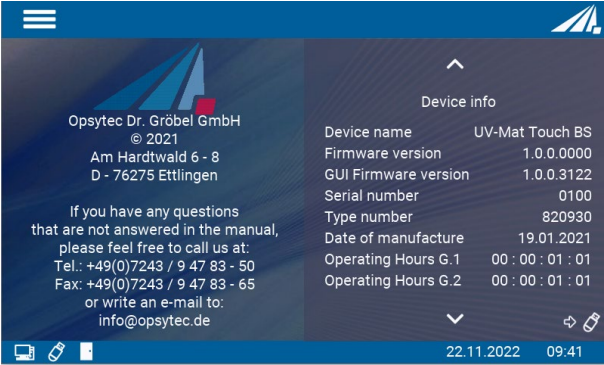 Opsytec Dr. Gröbel GmbH
© 2021
Am Hardtwald 6 - 8
D - 76275 Ettlingen
If you have any questions
that are not answered in the manual,
please feel free to call us at:
Tel.: +49(0)7243 / 9 47 83 - 50
Fax: +49(0)7243 / 9 47 83 - 65
or write an e-mail to:
info@opsytec.de
Device info
Device name UV-Mat Touch BS
Firmware version 1.0.0.0000
GUI Firmware version 1.0.0.3122
Serial number 0100
Type number 820930
Date of manufacture 19.01.2021
Operating Hours G.1 00 : 00 : 01 : 01
Operating Hours G.2 00 : 00 : 01 : 01
22.11.2022 09:41